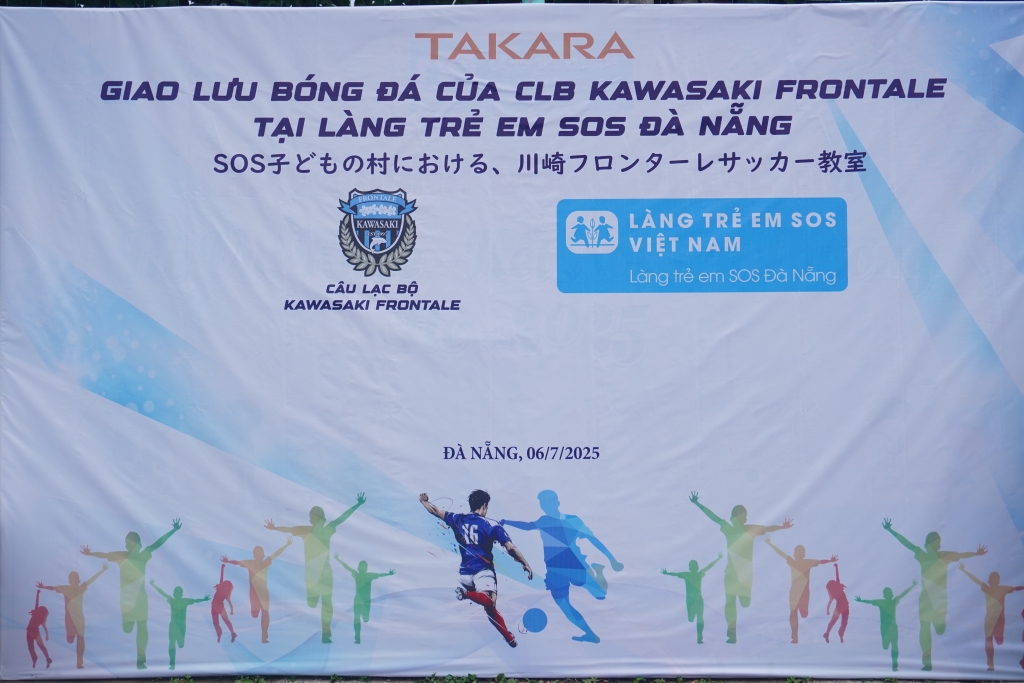 TAKARA
GIAO LƯU BÓNG ĐÁ CỦA CLB KAWASAKI FRONTALE
TẠI LÀNG TRẺ EM SOS ĐÀ NẴNG
SOS子どもの村における、川崎フロンターレサッカー教室
FRONTALE
KAWASAKI
CÂU LẠC BỘ
KAWASAKI FRONTALE
LÀNG TRẺ EM SOS
VIỆT NAM
Làng trẻ em SOS Đà Nẵng
ĐÀ NẴNG, 06/7/2025
16